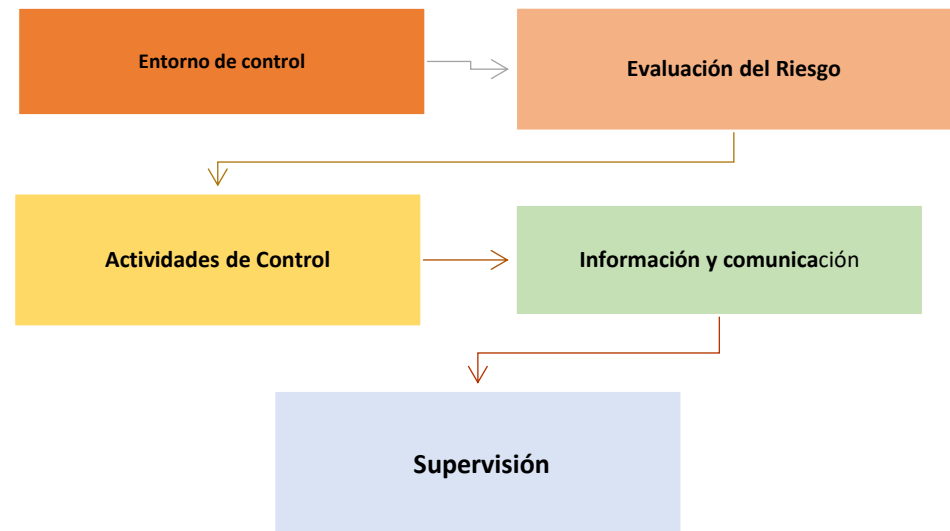 Entorno de control
Evaluación del Riesgo
Actividades de Control
Información y comunicación
Supervisión